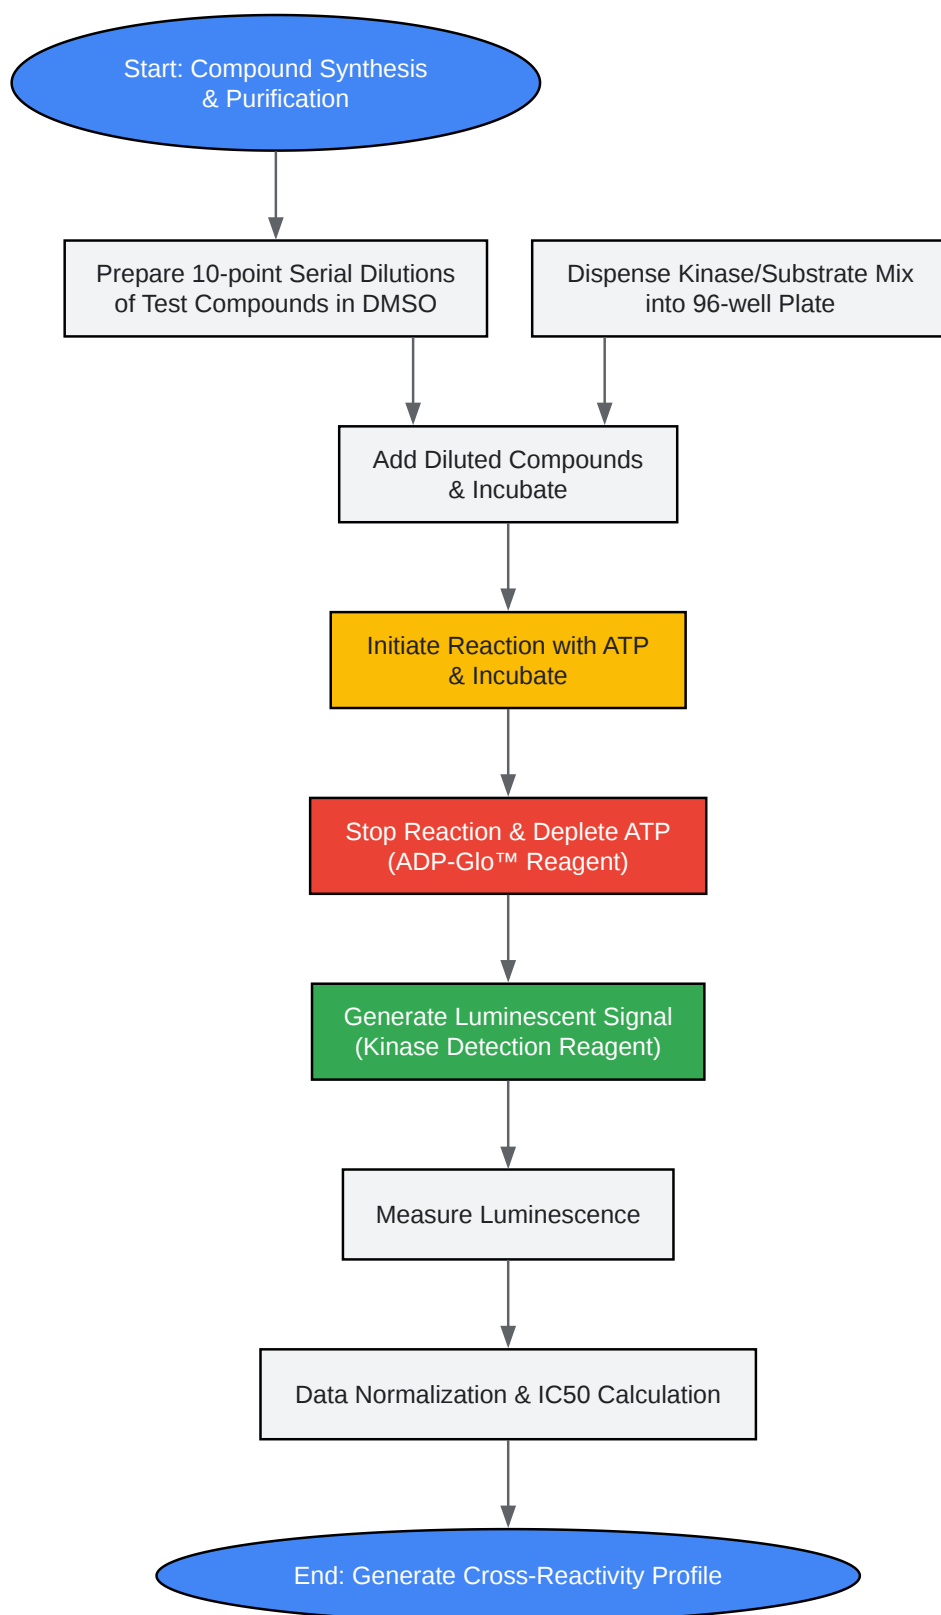 Start: Compound Synthesis
& Purification
Prepare 10-point Serial Dilutions
of Test Compounds in DMSO
Dispense Kinase/Substrate Mix
into 96-well Plate
Add Diluted Compounds
& Incubate
Initiate Reaction with ATP
& Incubate
Stop Reaction & Deplete ATP
(ADP-Glo™ Reagent)
Generate Luminescent Signal
(Kinase Detection Reagent)
Measure Luminescence
Data Normalization & IC50 Calculation
End: Generate Cross-Reactivity Profile